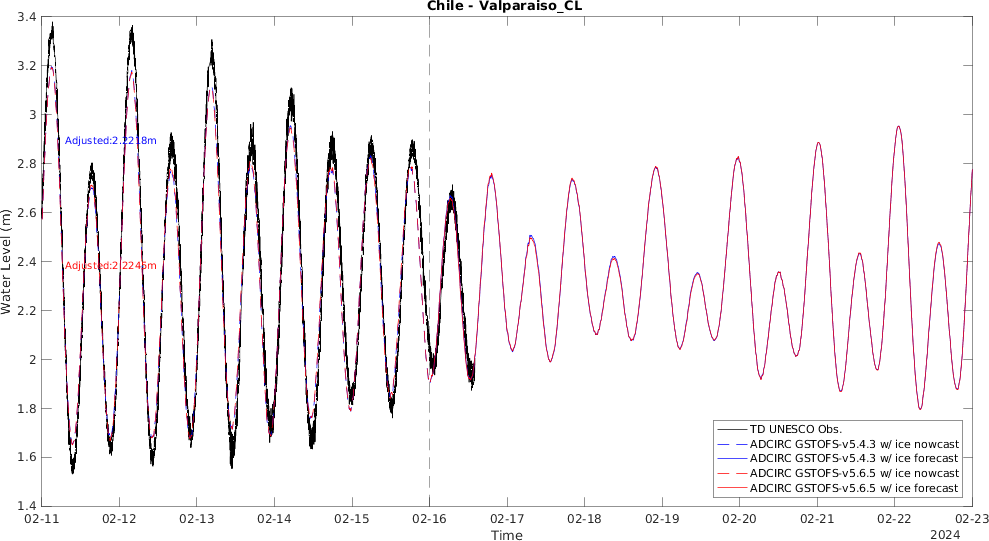 Chile - Valparaiso_CL
3.4
3.2
3
2.8
2.6
2.4
2.2
2
1.8
1.6
1.4
Water Level (m)
Adjusted:2.2218m
Adjusted:2.2245m
TD UNESCO Obs.
ADCIRC GSTOFS-v5.4.3 w/ ice nowcast
ADCIRC GSTOFS-v5.4.3 w/ ice forecast
ADCIRC GSTOFS-v5.6.5 w/ ice nowcast
ADCIRC GSTOFS-v5.6.5 w/ ice forecast
02-11 02-12 02-13 02-14 02-15 02-16 02-17 02-18 02-19 02-20 02-21 02-22 02-23
Time
2024